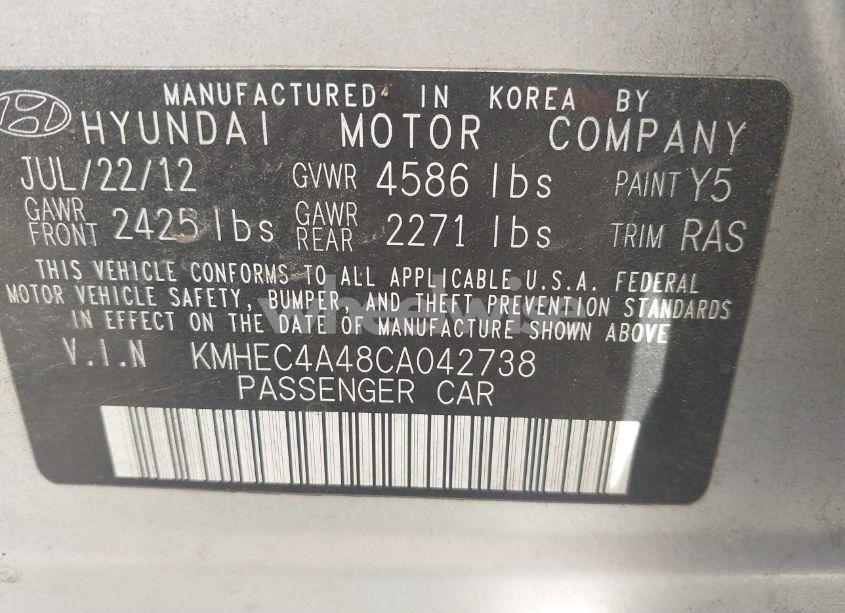 MANUFACTURED IN KOREA BY
HYUNDAI MOTOR COMPANY
JUL/22/12 GVWR 4586 lbs PAINT Y5
GAWR FRONT 2425 lbs GAWR REAR 2271 lbs TRIM RAS
THIS VEHICLE CONFORMS TO ALL APPLICABLE U.S.A. FEDERAL
MOTOR VEHICLE SAFETY, BUMPER, AND THEFT PREVENTION STANDARDS
IN EFFECT ON THE DATE OF MANUFACTURE SHOWN ABOVE
V.I.N KMHEC4A48CA042738
PASSENGER CAR
wheelwise